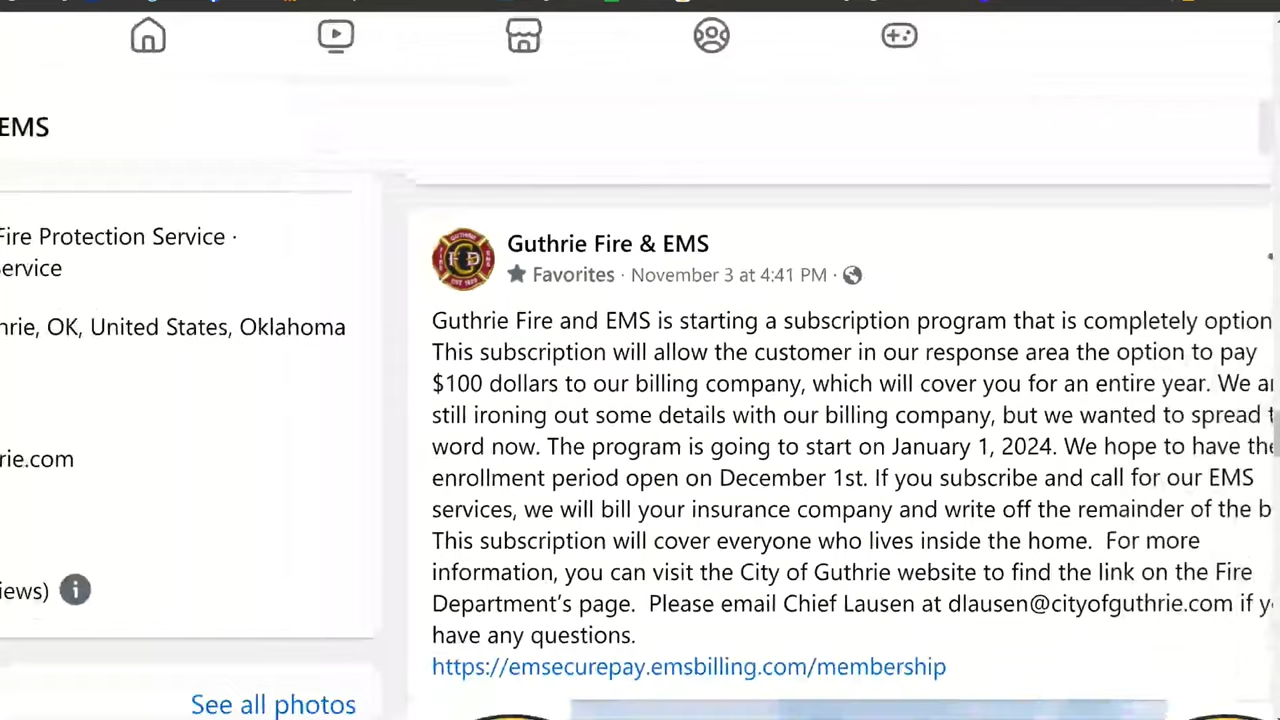 EMS
Fire Protection Service ·
Service
hrie, OK, United States, Oklahoma
rie.com
iews)
See all photos
Guthrie Fire & EMS
Favorites · November 3 at 4:41 PM ·
Guthrie Fire and EMS is starting a subscription program that is completely option
This subscription will allow the customer in our response area the option to pay
$100 dollars to our billing company, which will cover you for an entire year. We ar
still ironing out some details with our billing company, but we wanted to spread t
word now. The program is going to start on January 1, 2024. We hope to have the
enrollment period open on December 1st. If you subscribe and call for our EMS
services, we will bill your insurance company and write off the remainder of the b
This subscription will cover everyone who lives inside the home. For more
information, you can visit the City of Guthrie website to find the link on the Fire
Department's page. Please email Chief Lausen at dlausen@cityofguthrie.com if y
have any questions.
https://emsecurepay.emsbilling.com/membership